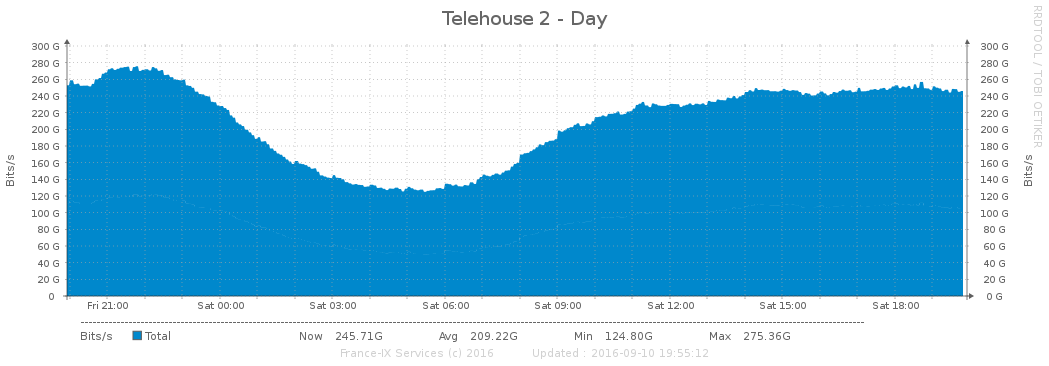 Telehouse 2 - Day
RRDTOOL / TOBI OETIKER
Bits/s
300 G 300 G
280 G 280 G
260 G 260 G
240 G 240 G
220 G 220 G
200 G 200 G
180 G 180 G
160 G 160 G
140 G 140 G
120 G 120 G
100 G 100 G
80 G 80 G
60 G 60 G
40 G 40 G
20 G 20 G
0 0 G
Bits/s
Fri 21:00 Sat 00:00 Sat 03:00 Sat 06:00 Sat 09:00 Sat 12:00 Sat 15:00 Sat 18:00
Bits/s Total Now 245.71G Avg 209.22G Min 124.80G Max 275.36G
France-IX Services (c) 2016 Updated : 2016-09-10 19:55:12